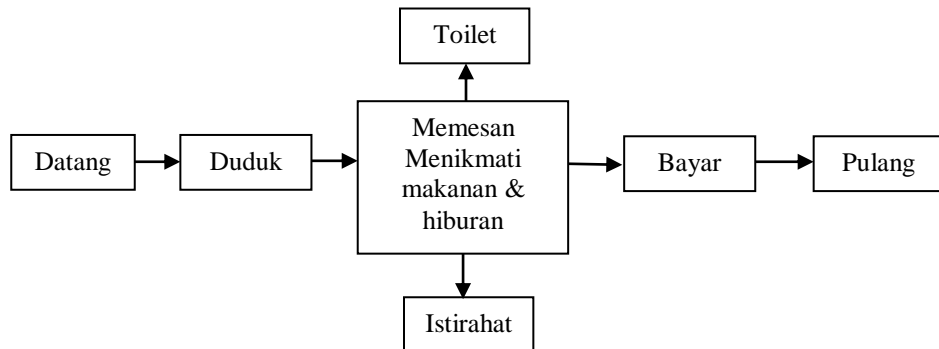 Toilet
Datang
Duduk
Memesan
Menikmati
makanan &
hiburan
Bayar
Pulang
Istirahat